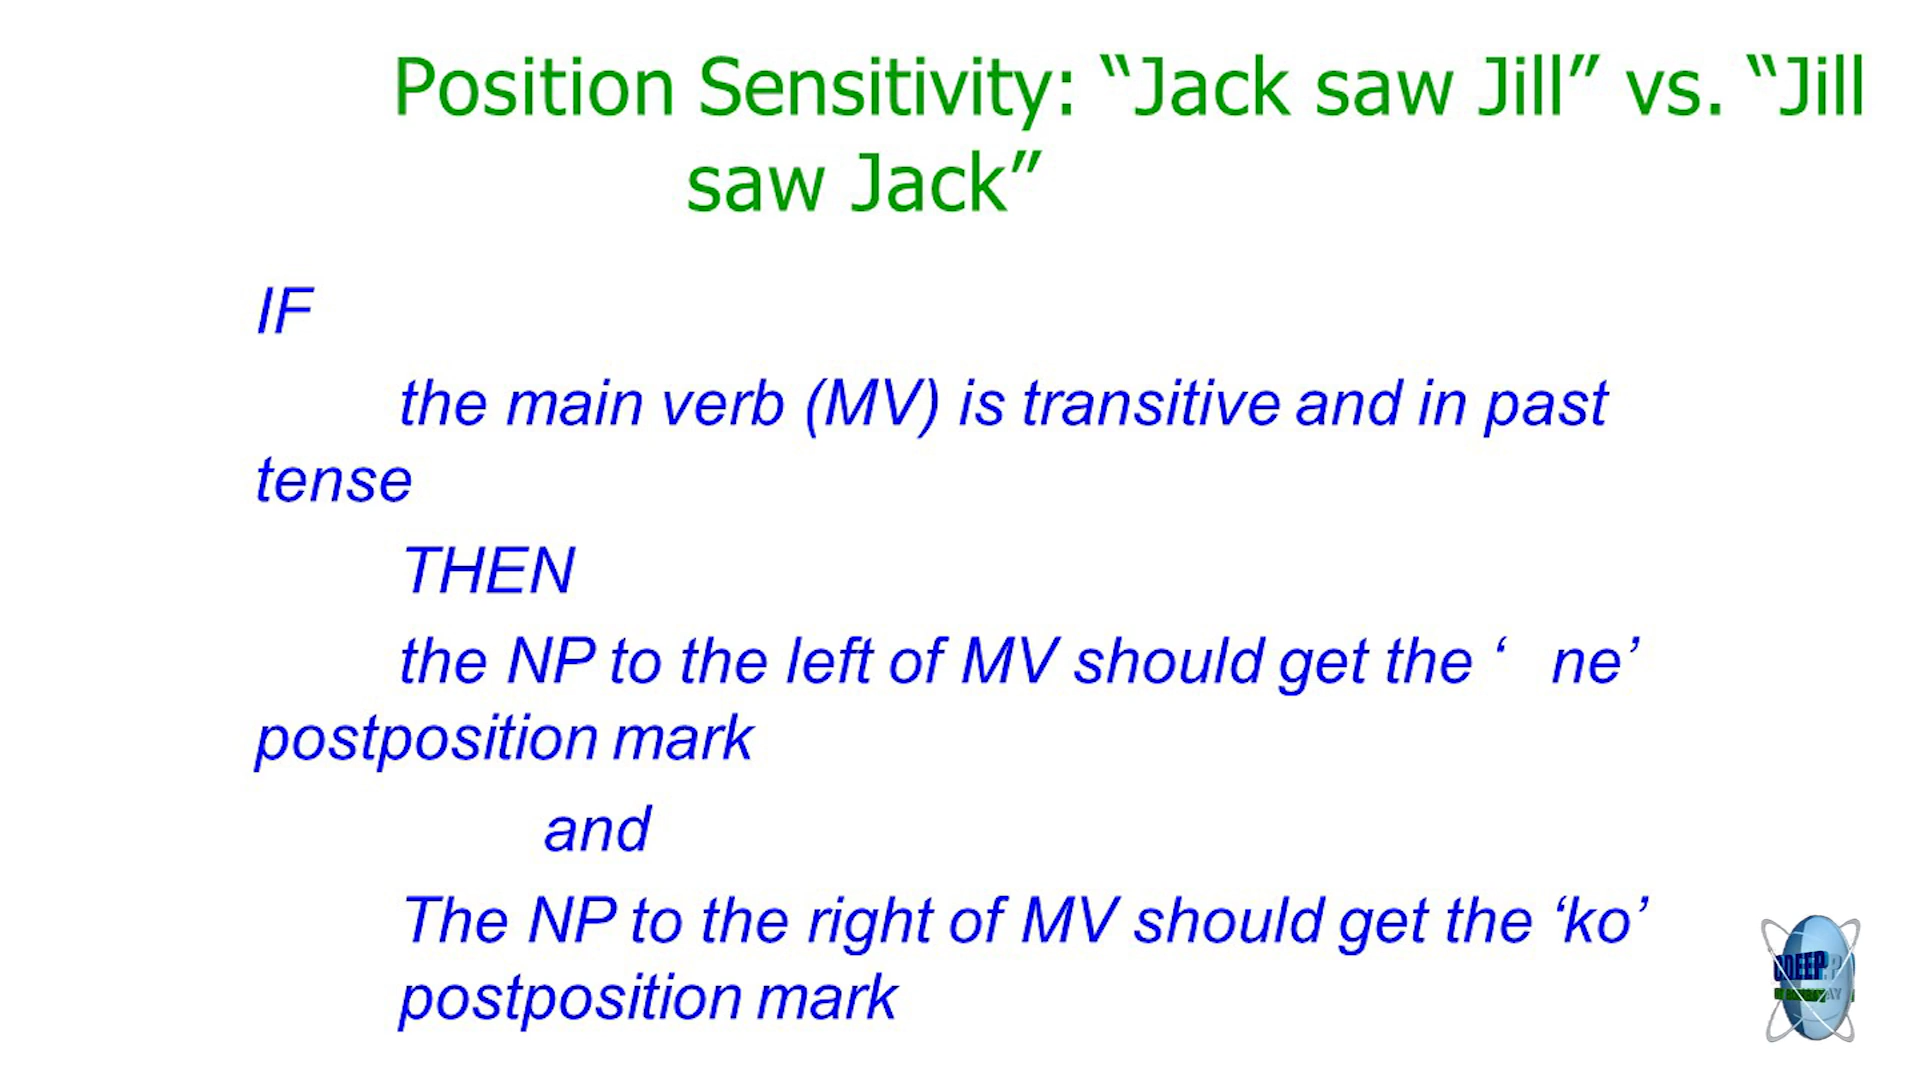 Position Sensitivity: “Jack saw Jill” vs. “Jill
saw Jack”
IF
the main verb (MV) is transitive and in past
tense
THEN
the NP to the left of MV should get the ‘ ne’
postposition mark
and
The NP to the right of MV should get the ‘ko’
postposition mark
CDEEP